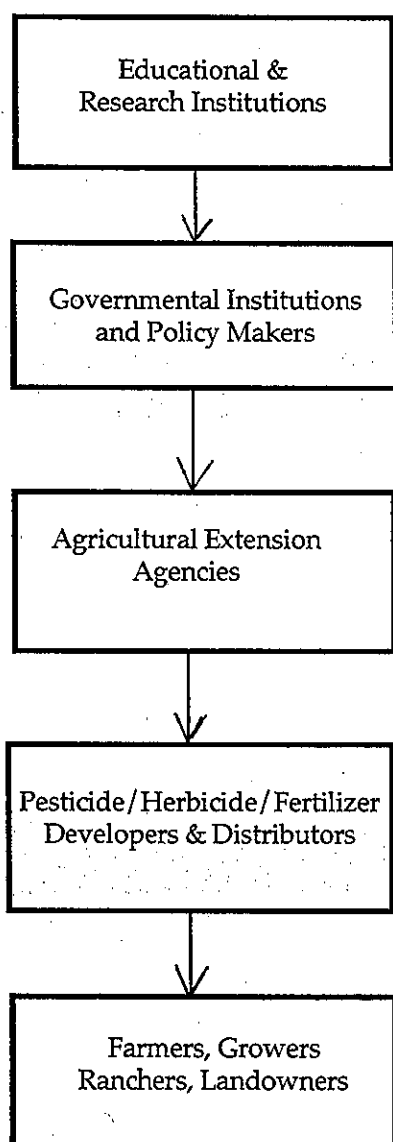 Educational &
Research Institutions
Governmental Institutions
and Policy Makers
Agricultural Extension
Agencies
Pesticide/Herbicide/Fertilizer
Developers & Distributors
Farmers, Growers
Ranchers, Landowners